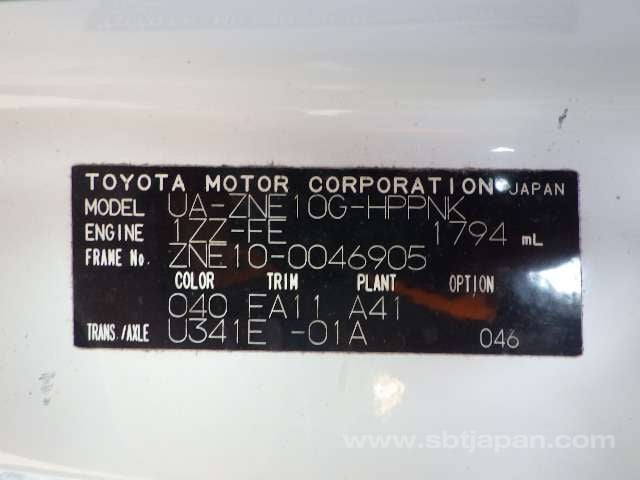 TOYOTA MOTOR CORPORATION JAPAN
MODEL UA-ZNE10G-HPPNK
ENGINE 1ZZ-FE 1794 mL
FRAME No. ZNE10-0046905
COLOR TRIM PLANT OPTION
040 EA11 A41
TRANS./AXLE U341E -01A 046
www.sbtjapan.com